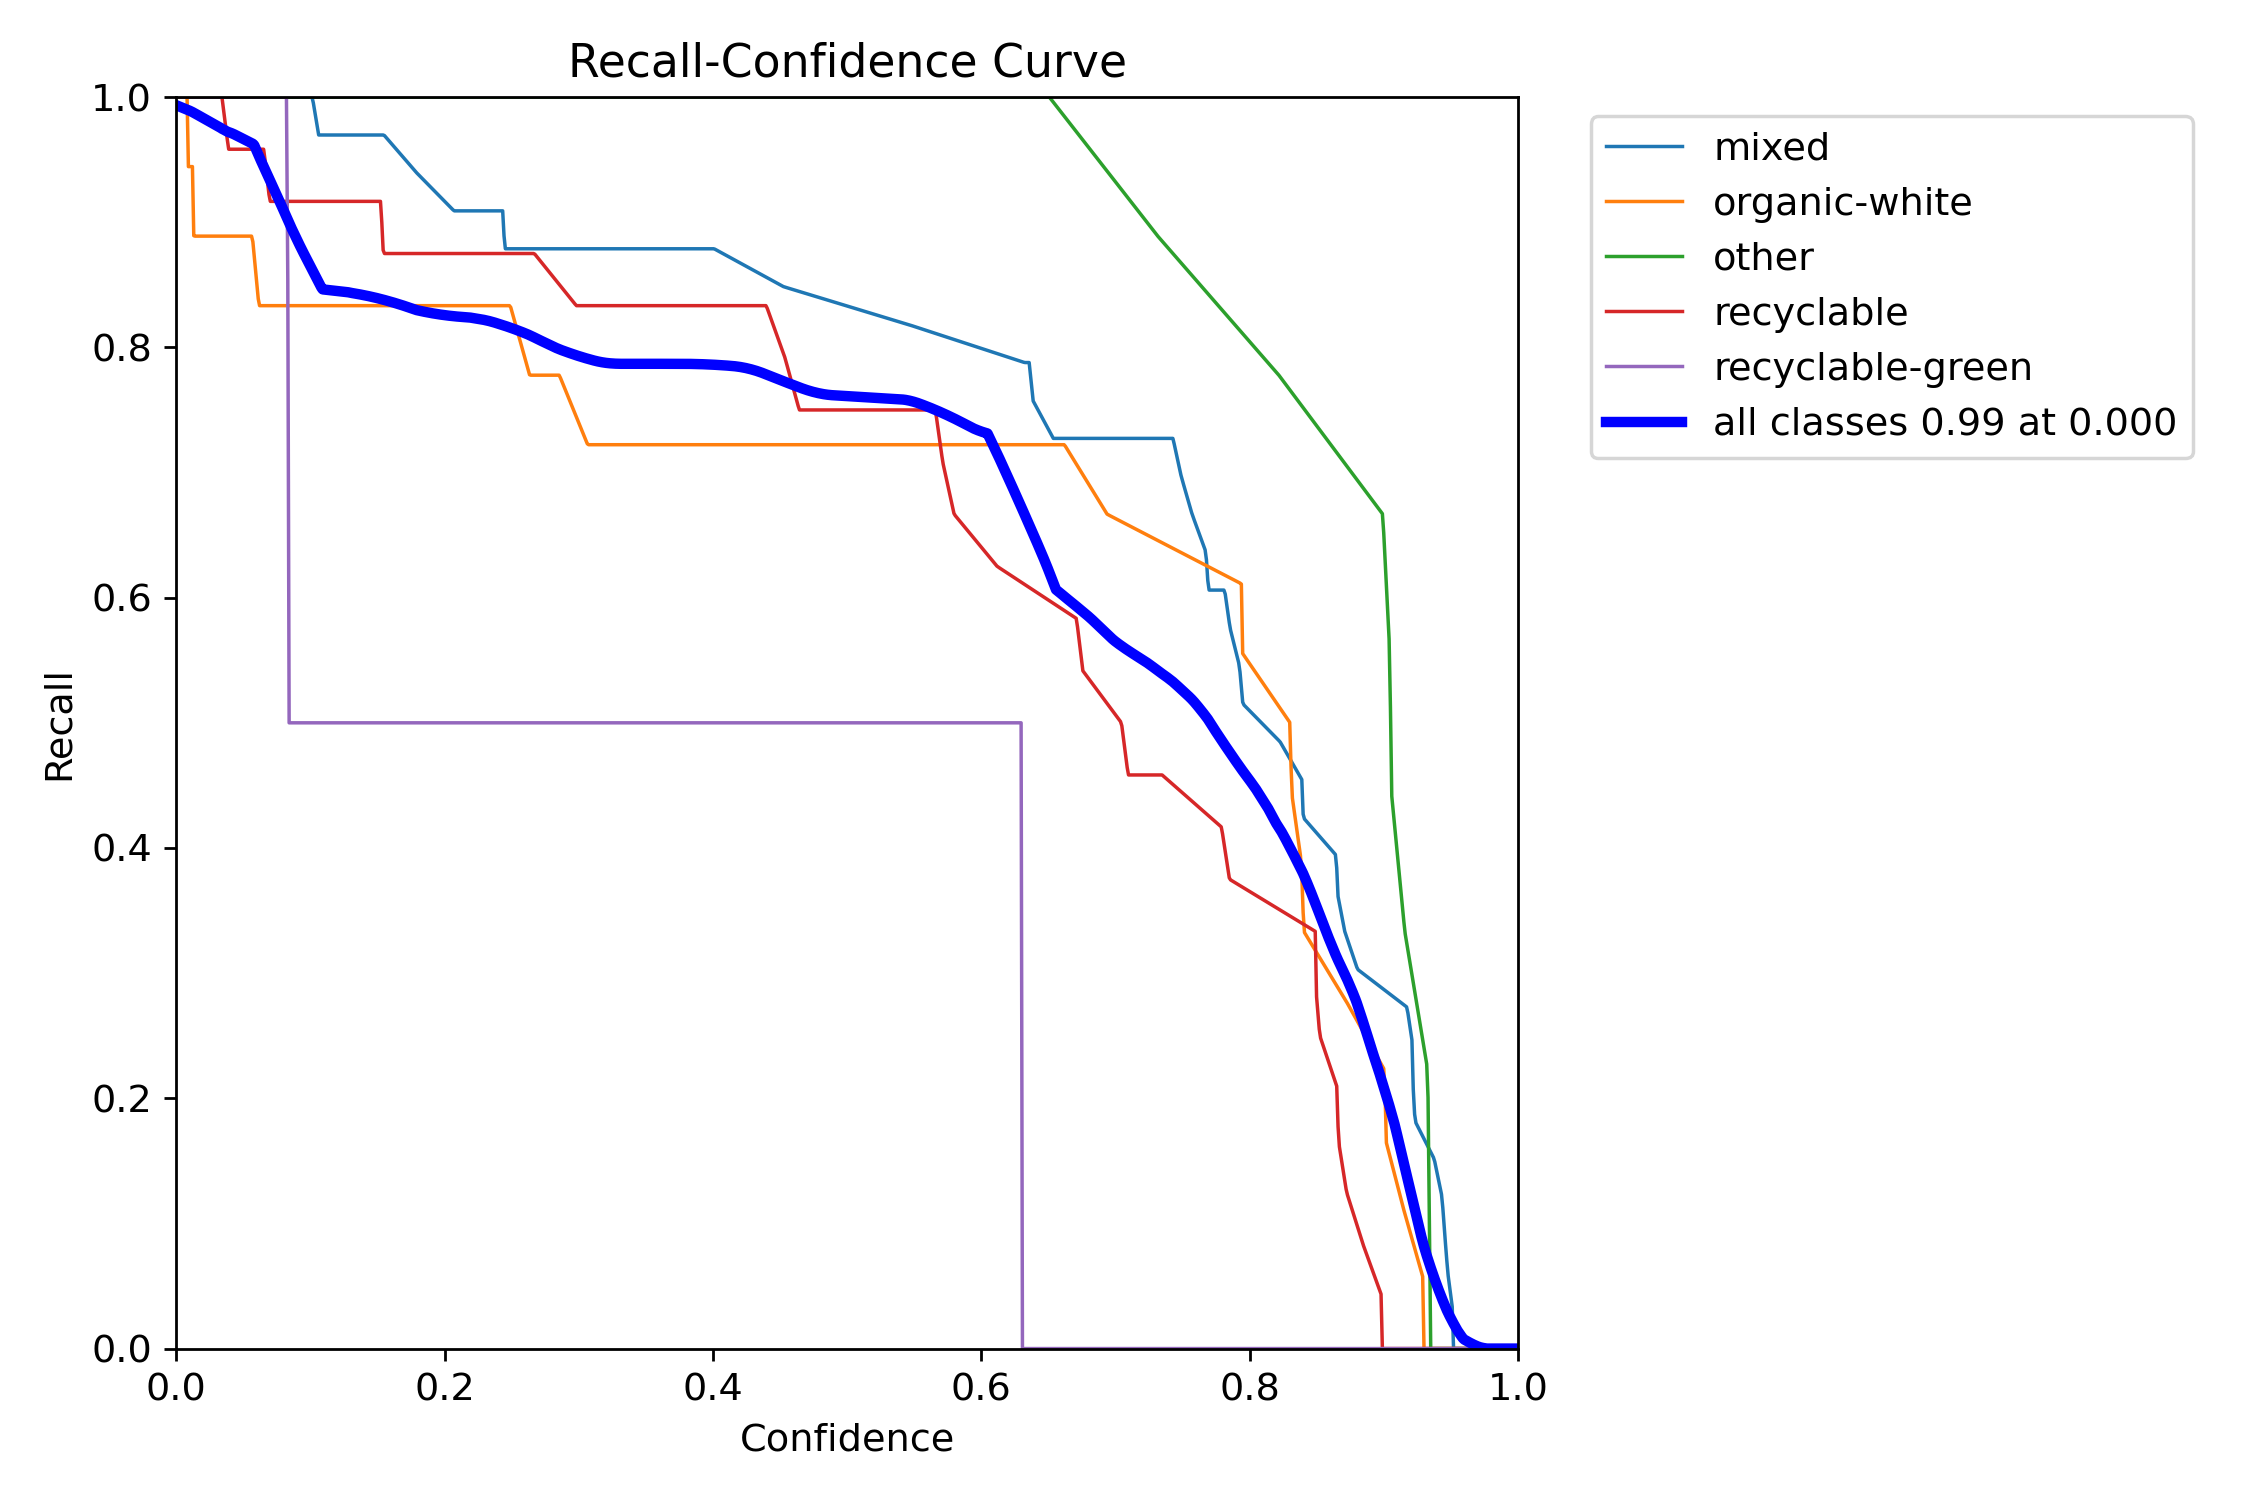 Recall-Confidence Curve
1.0
0.8
0.6
0.4
0.2
0.0
Recall
0.0 0.2 0.4 0.6 0.8 1.0
Confidence
mixed
organic-white
other
recyclable
recyclable-green
all classes 0.99 at 0.000